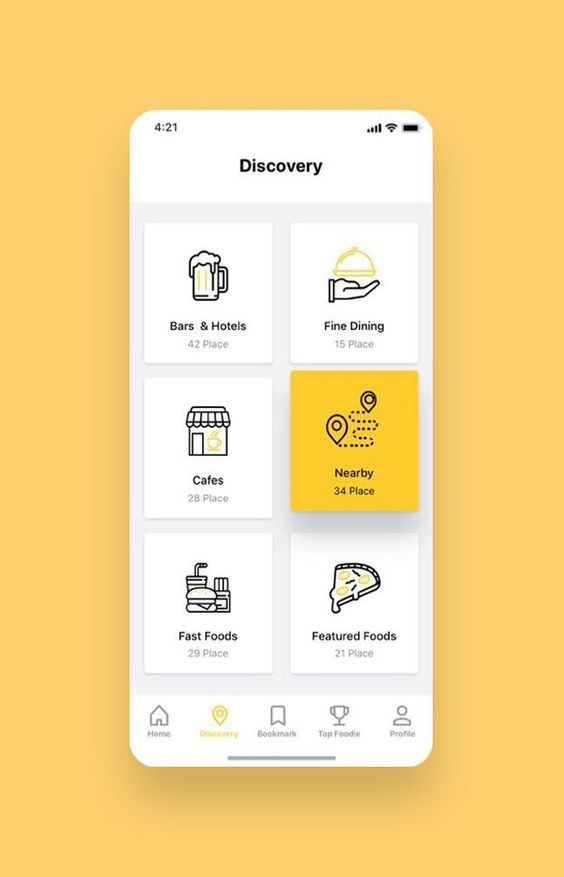 4:21
Discovery
Bars & Hotels
42 Place
Fine Dining
15 Place
Cafes
28 Place
Nearby
34 Place
Fast Foods
29 Place
Featured Foods
21 Place
Home
Discovery
Bookmark
Top Foodie
Profile